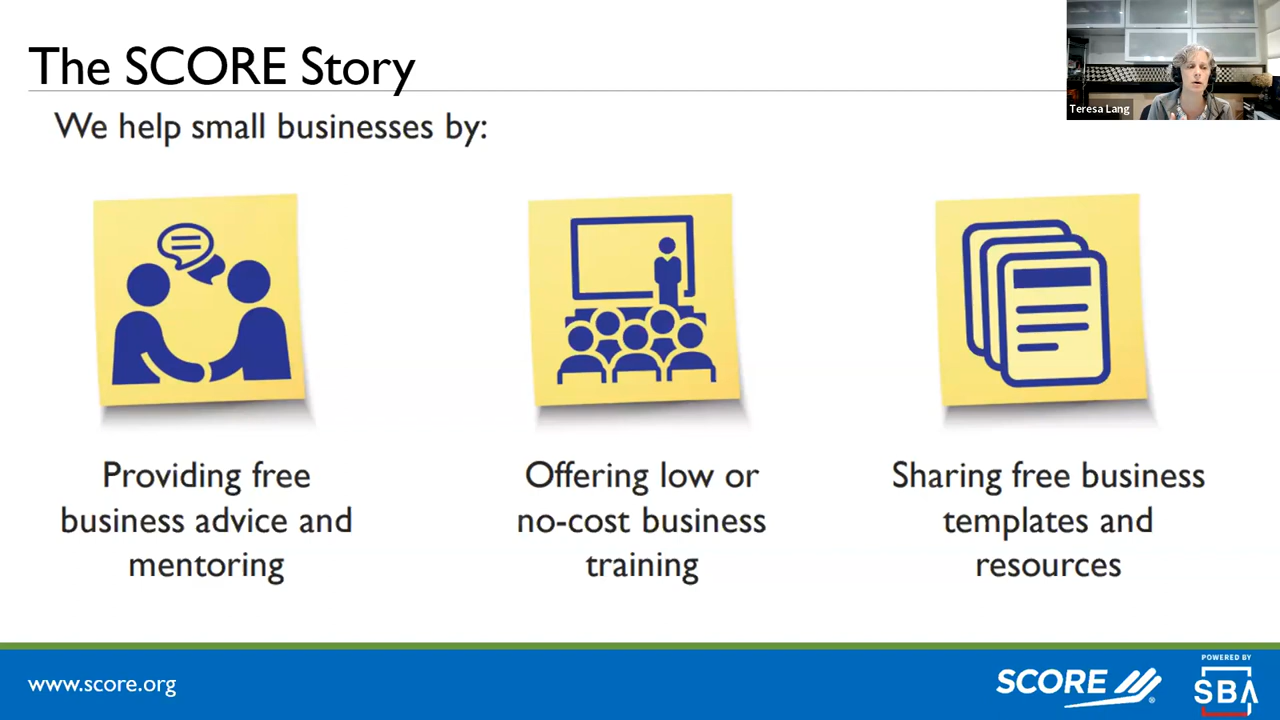 The SCORE Story
Teresa Lang
We help small businesses by:
Providing free
business advice and
mentoring
Offering low or
no-cost business
training
Sharing free business
templates and
resources
www.score.org
SCORE
®
POWERED BY
SBA